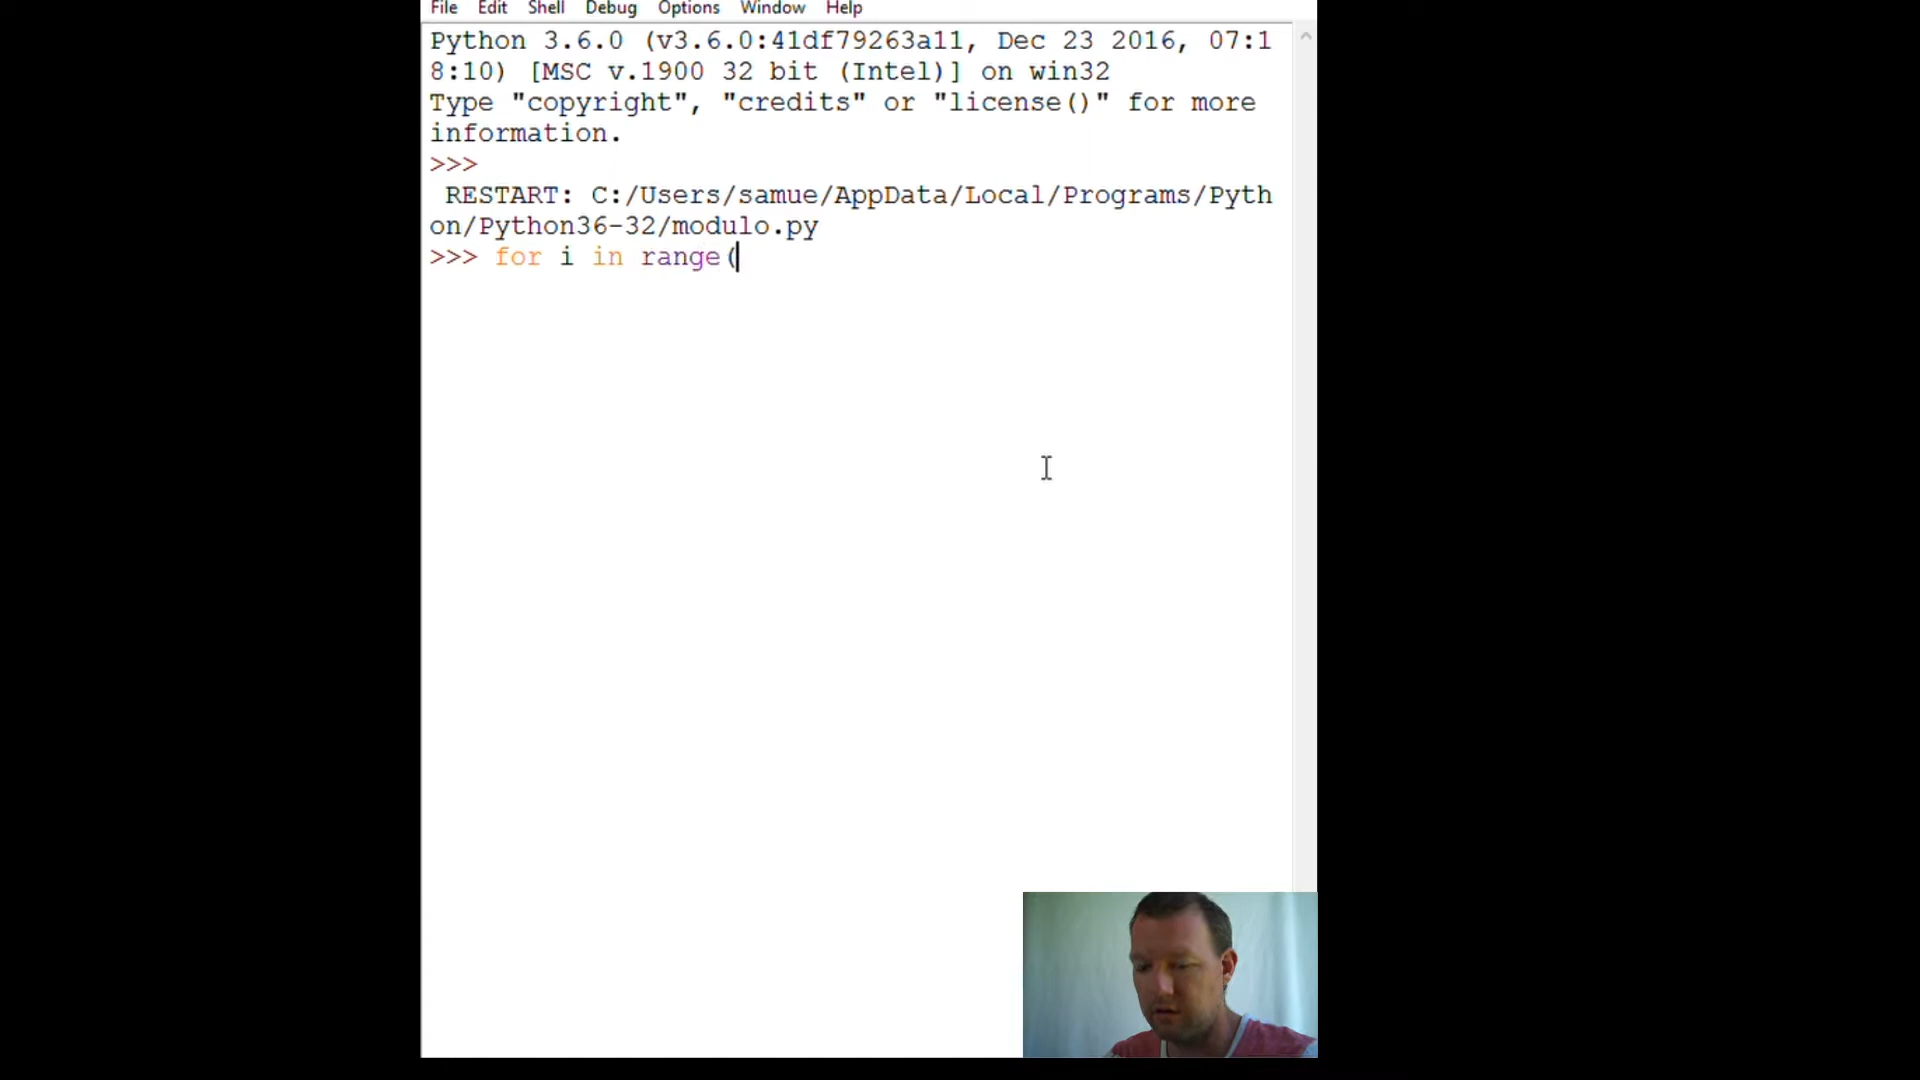 File Edit Shell Debug Options Window Help
Python 3.6.0 (v3.6.0:41df79263a11, Dec 23 2016, 07:1
8:10) [MSC v.1900 32 bit (Intel)] on win32
Type "copyright", "credits" or "license()" for more
information.
>>>
RESTART: C:/Users/samue/AppData/Local/Programs/Pyth
on/Python36-32/modulo.py
>>> for i in range(